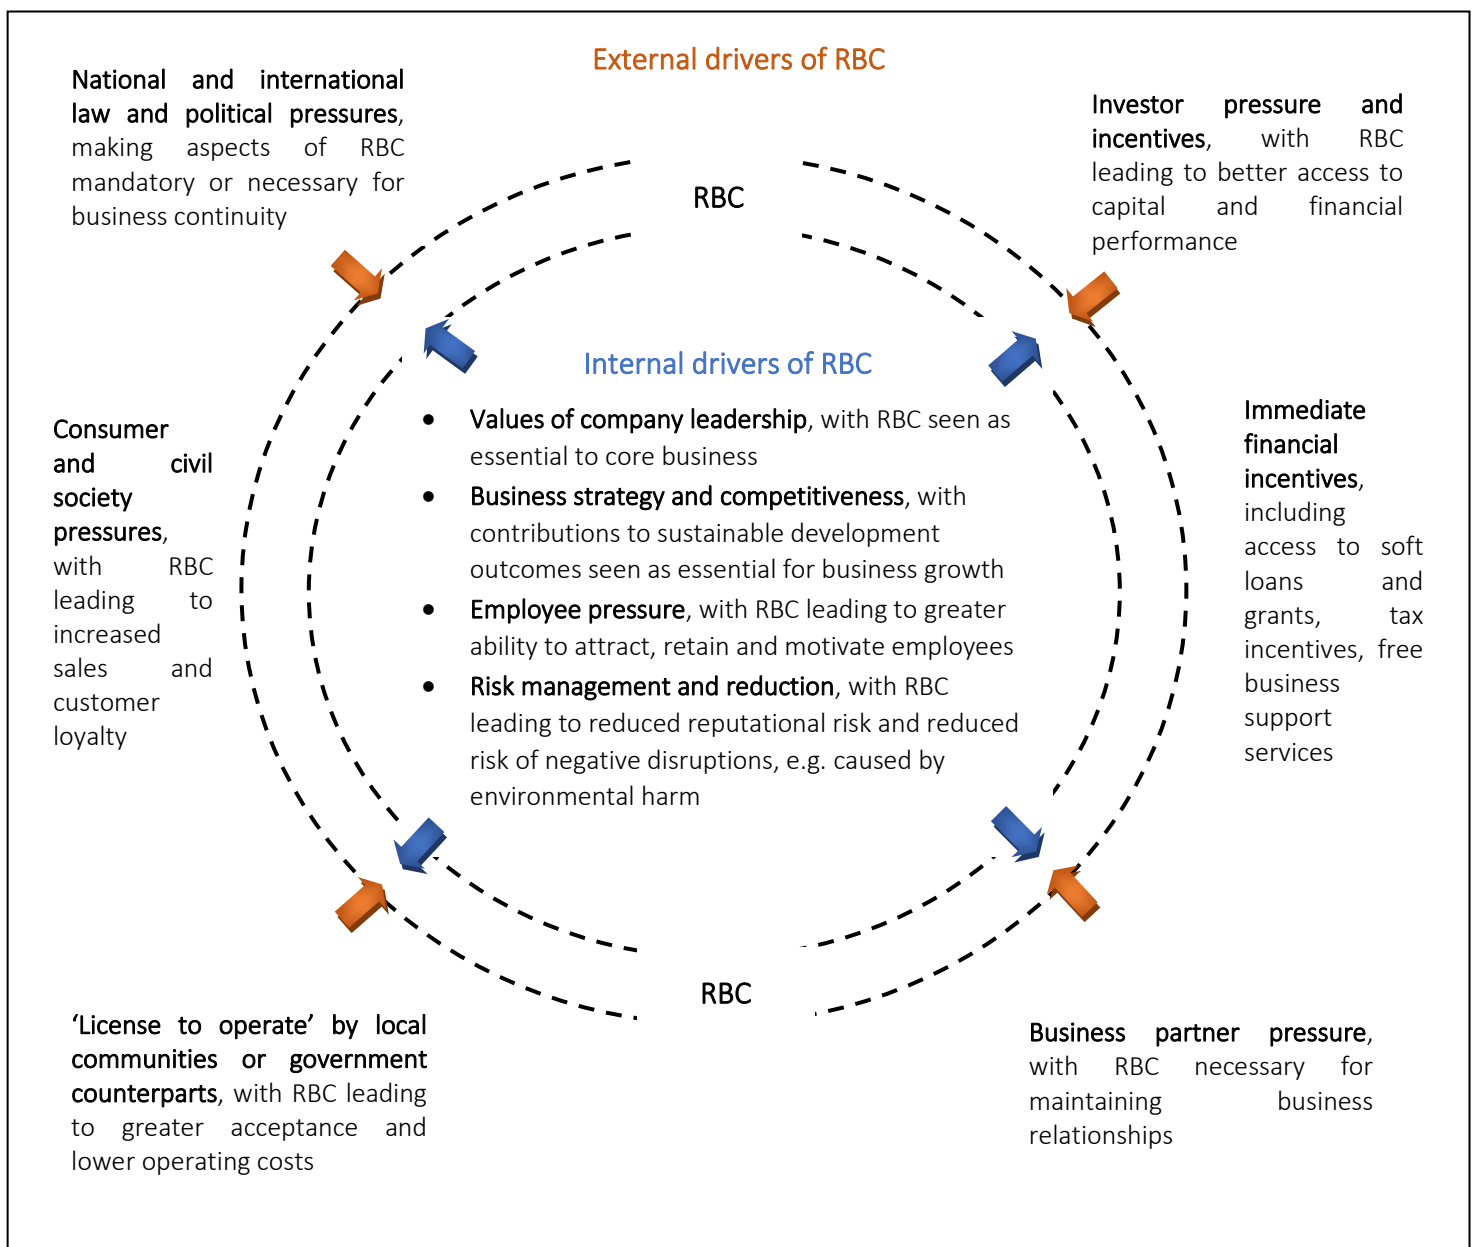 External drivers of RBC
National and international
law and political pressures,
making aspects of RBC
mandatory or necessary for
business continuity
Investor pressure and
incentives, with RBC
leading to better access to
capital and financial
performance
RBC
Internal drivers of RBC
• Values of company leadership, with RBC seen as
essential to core business
• Business strategy and competitiveness, with
contributions to sustainable development
outcomes seen as essential for business growth
• Employee pressure, with RBC leading to greater
ability to attract, retain and motivate employees
• Risk management and reduction, with RBC
leading to reduced reputational risk and reduced
risk of negative disruptions, e.g. caused by
environmental harm
Consumer
and civil
society
pressures,
with RBC
leading to
increased
sales and
customer
loyalty
Immediate
financial
incentives,
including
access to soft
loans and
grants, tax
incentives, free
business
support
services
RBC
‘License to operate’ by local
communities or government
counterparts, with RBC leading
to greater acceptance and
lower operating costs
Business partner pressure,
with RBC necessary for
maintaining business
relationships